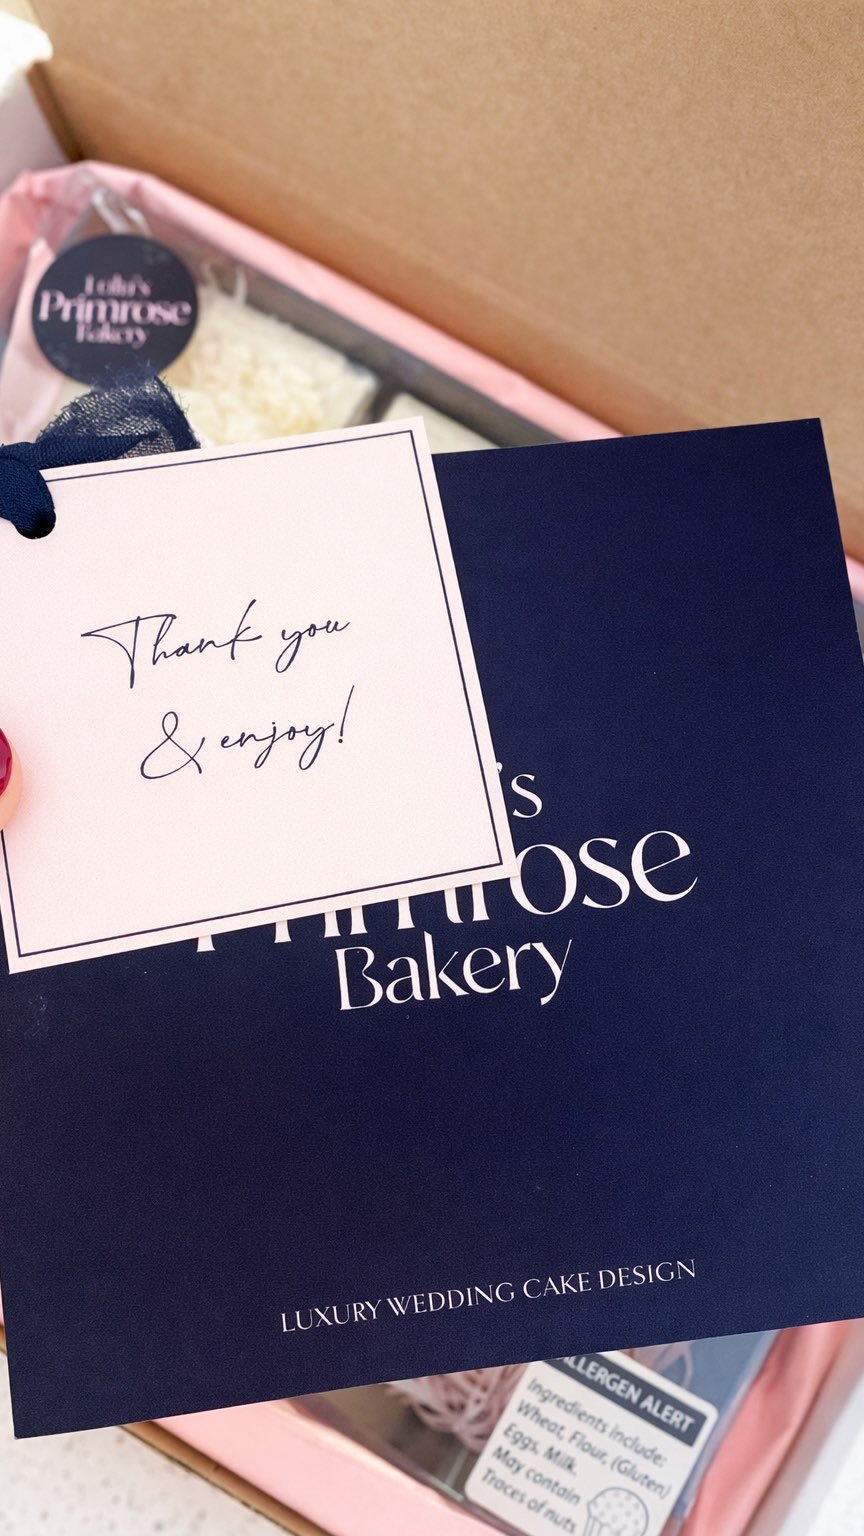 Lolu's
Primrose
Bakery
Thank you
& enjoy!
's
Primrose
Bakery
LUXURY WEDDING CAKE DESIGN
ALLERGEN ALERT
Ingredients include:
Wheat, Flour, (Gluten)
Eggs, Milk.
May contain
Traces of nuts